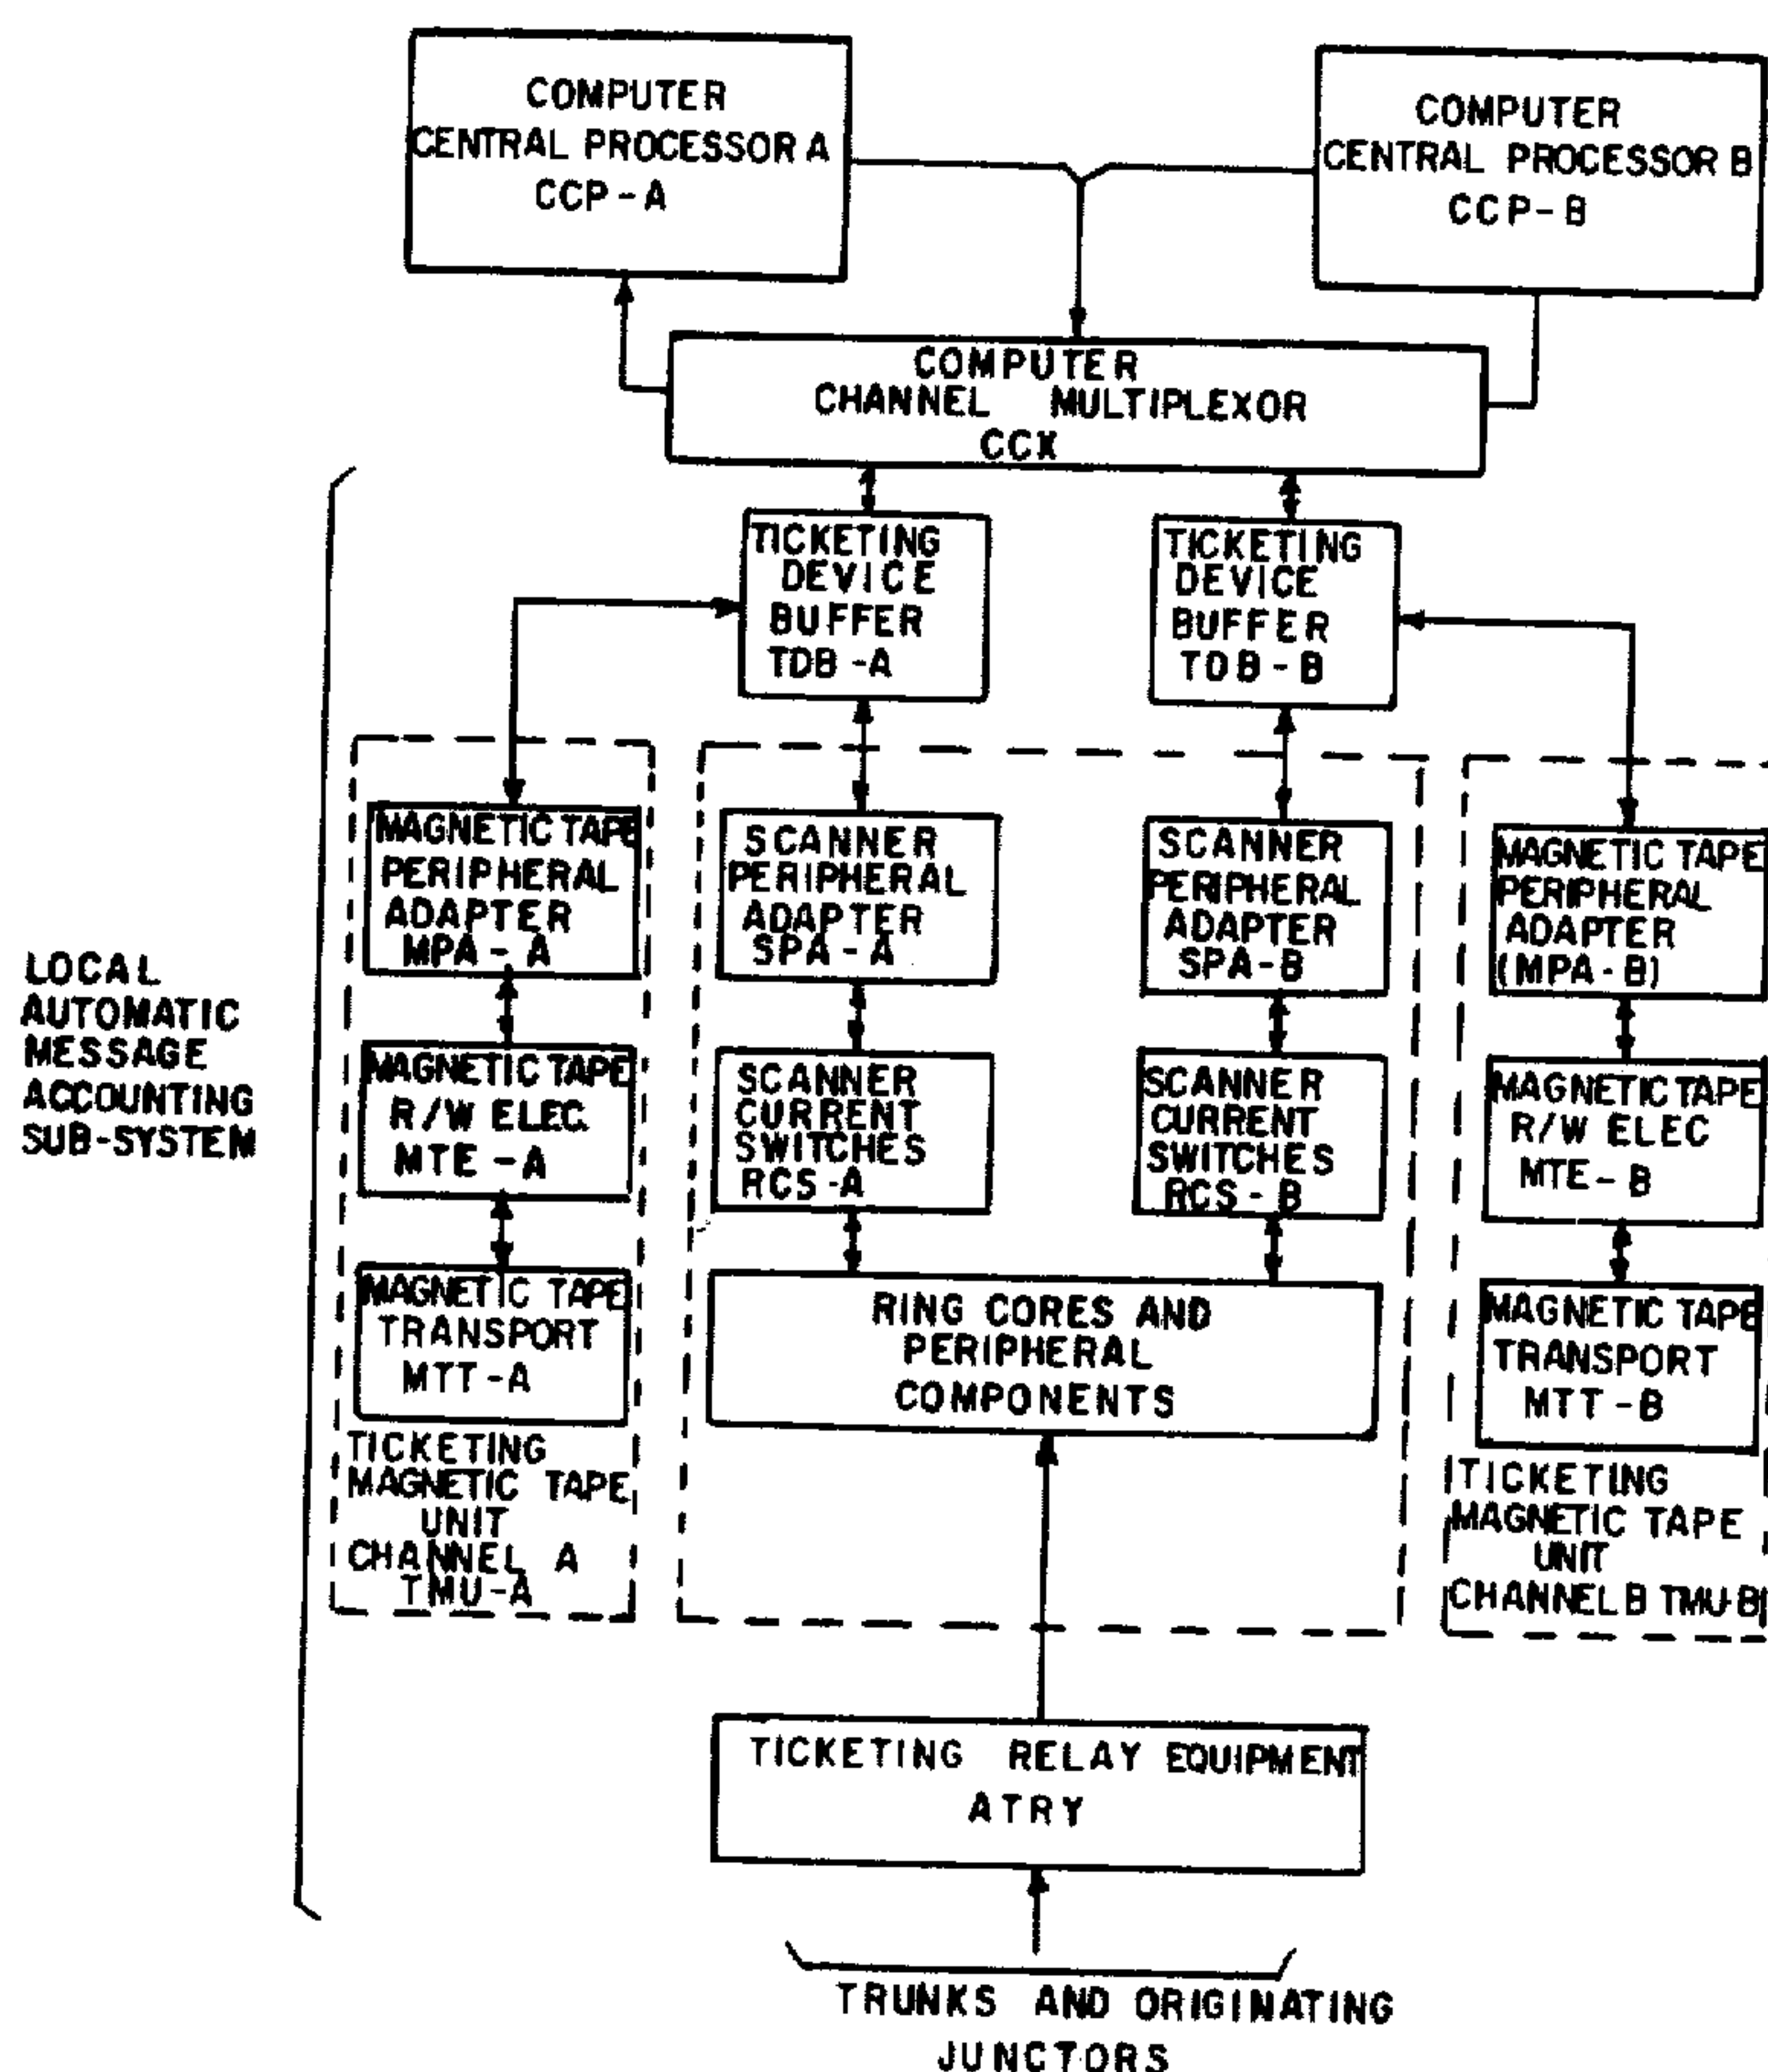 COMPUTER
CENTRAL PROCESSOR A
CCP-A
COMPUTER
CENTRAL PROCESSOR B
CCP-B
COMPUTER
CHANNEL MULTIPLEXOR
CCX
TICKETING
DEVICE
BUFFER
TDB-A
TICKETING
DEVICE
BUFFER
TDB-B
MAGNETIC TAPE
PERIPHERAL
ADAPTER
MPA-A
SCANNER
PERIPHERAL
ADAPTER
SPA-A
SCANNER
PERIPHERAL
ADAPTER
SPA-B
MAGNETIC TAPE
PERIPHERAL
ADAPTER
(MPA-B)
LOCAL
AUTOMATIC
MESSAGE
ACCOUNTING
SUB-SYSTEM
MAGNETIC TAPE
R/W ELEC.
MTE-A
SCANNER
CURRENT
SWITCHES
RCS-A
SCANNER
CURRENT
SWITCHES
RCS-B
MAGNETIC TAPE
R/W ELEC
MTE-B
MAGNETIC TAPE
TRANSPORT
MTT-A
RING CORES AND
PERIPHERAL
COMPONENTS
MAGNETIC TAPE
TRANSPORT
MTT-B
TICKETING
MAGNETIC TAPE
UNIT
CHANNEL A
TMU-A
TICKETING
MAGNETIC TAPE
UNIT
CHANNEL B TMU-B
TICKETING RELAY EQUIPMENT
ATRY
TRUNKS AND ORIGINATING
JUNCTORS